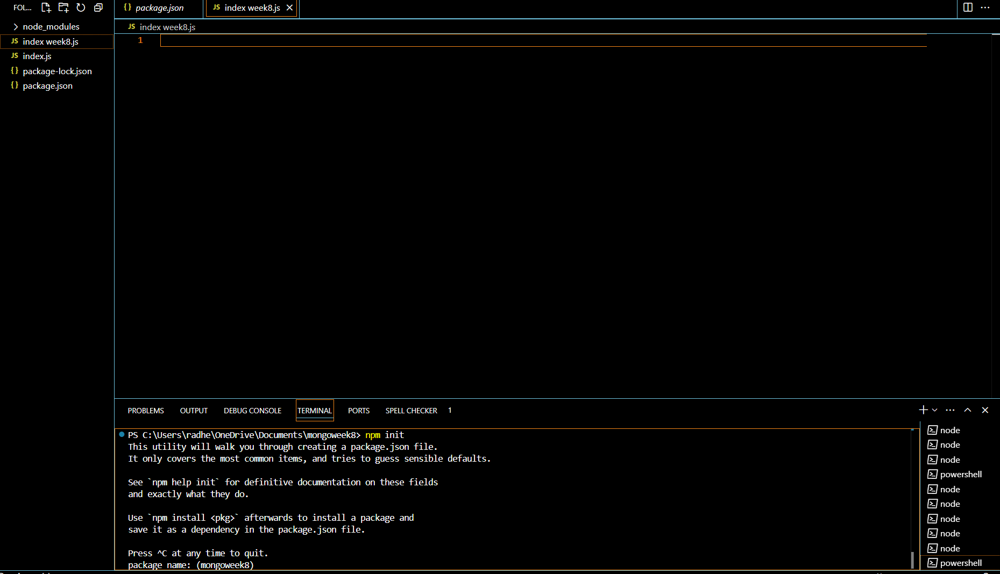 FOL...
node_modules
JS index week8.js
JS index.js
{} package-lock.json
{} package.json
{} package.json
JS index week8.js
JS index week8.js
1
PROBLEMS OUTPUT DEBUG CONSOLE TERMINAL PORTS SPELL CHECKER 1
PS C:\Users\radhe\OneDrive\Documents\mongoweek8> npm init
This utility will walk you through creating a package.json file.
It only covers the most common items, and tries to guess sensible defaults.
See `npm help init` for definitive documentation on these fields
and exactly what they do.
Use `npm install <pkg>` afterwards to install a package and
save it as a dependency in the package.json file.
Press ^C at any time to quit.
package name: (mongoweek8)
node
node
node
powershell
node
node
node
node
node
powershell